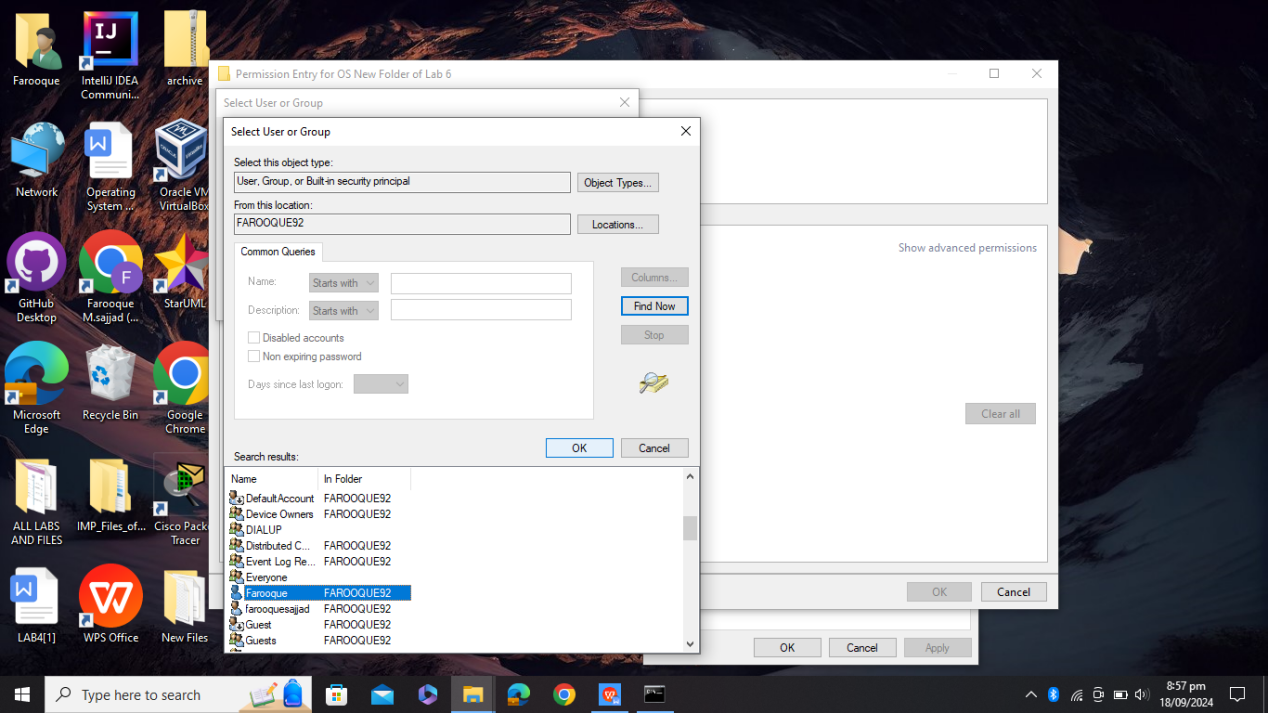 Farooque
IntelliJ IDEA
Communi...
archive
Network
Operating
System ...
Oracle VM
VirtualBox
GitHub
Desktop
Farooque
M.sajjad (...
StarUML
Microsoft
Edge
Recycle Bin
Google
Chrome
ALL LABS
AND FILES
IMP_Files_of...
Cisco Pack
Tracer
LAB4[1]
WPS Office
New Files
Permission Entry for OS New Folder of Lab 6
Select User or Group
Select User or Group
Select this object type:
User, Group, or Built-in security principal
Object Types...
From this location:
FAROOQUE92
Locations...
Common Queries
Name:
Starts with
Description:
Starts with
Disabled accounts
Non expiring password
Days since last logon:
Columns...
Find Now
Stop
OK
Cancel
Search results:
Name In Folder
DefaultAccount FAROOQUE92
Device Owners FAROOQUE92
DIALUP
Distributed C... FAROOQUE92
Event Log Re... FAROOQUE92
Everyone
Farooque FAROOQUE92
farooquesajjad FAROOQUE92
Guest FAROOQUE92
Guests FAROOQUE92
Show advanced permissions
Clear all
OK
Cancel
OK
Cancel
Apply
Type here to search
8:57 pm
18/09/2024